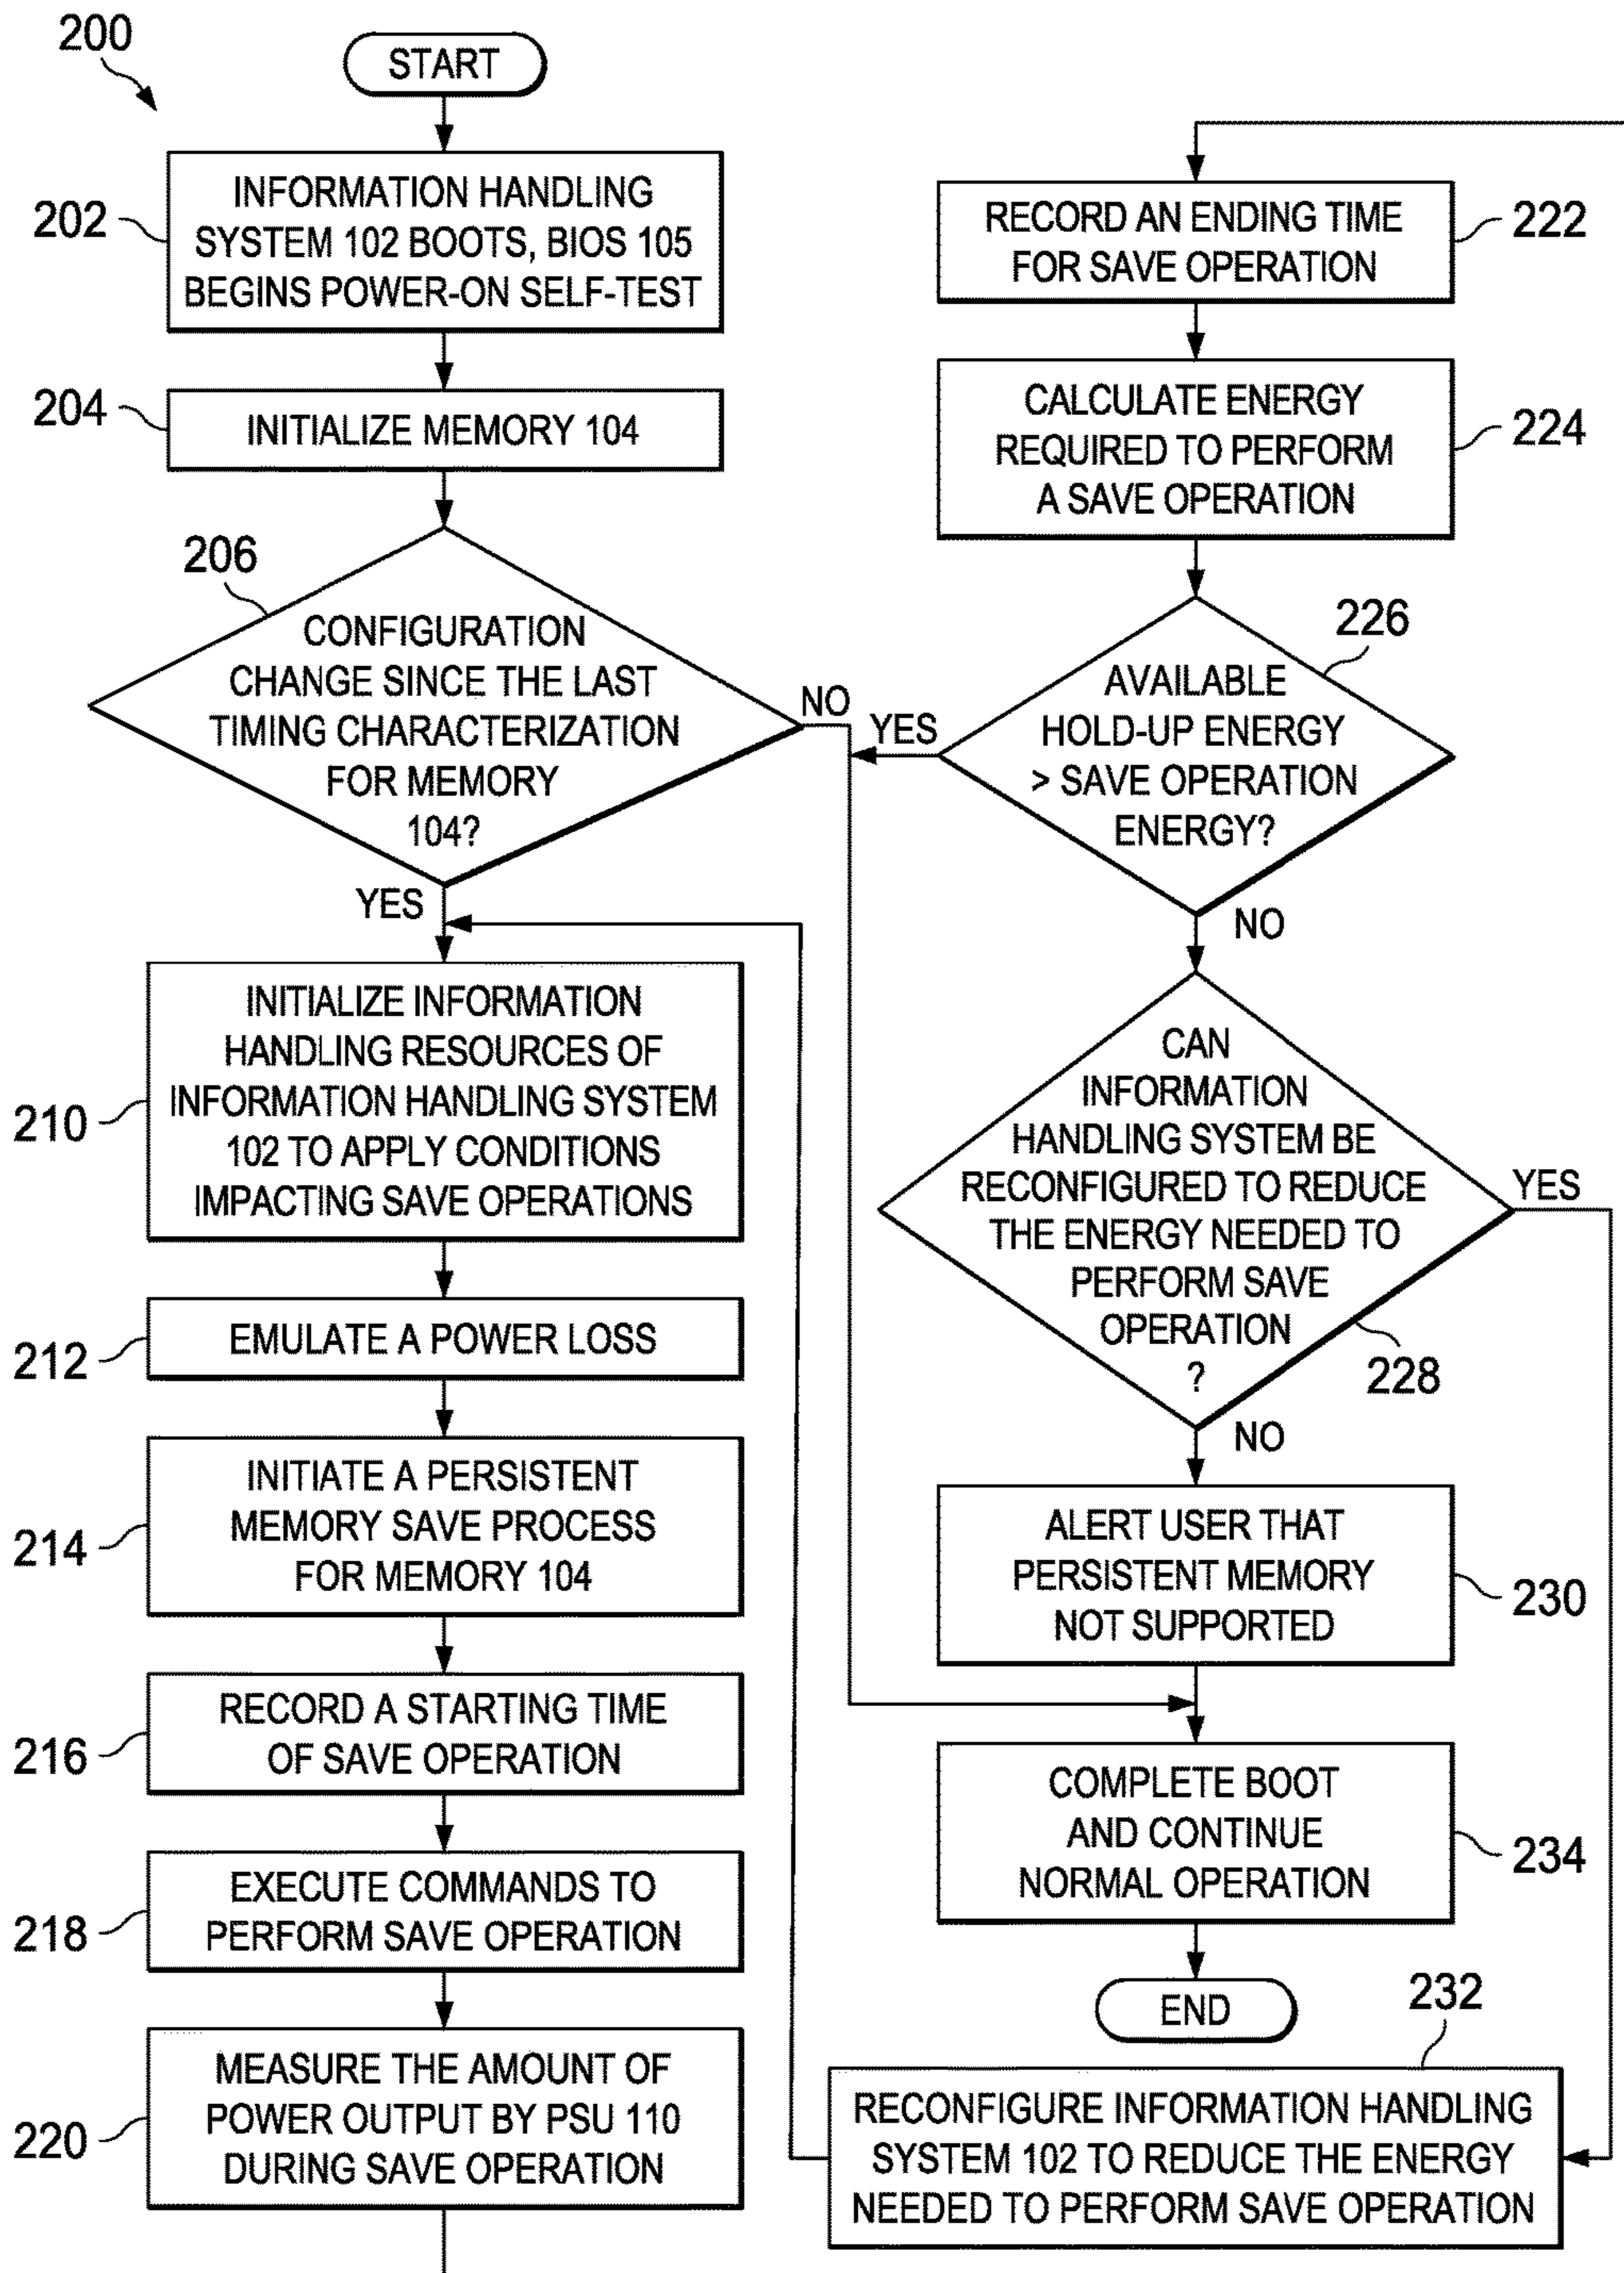 200
START
202
INFORMATION HANDLING
SYSTEM 102 BOOTS, BIOS 105
BEGINS POWER-ON SELF-TEST
204
INITIALIZE MEMORY 104
206
CONFIGURATION
CHANGE SINCE THE LAST
TIMING CHARACTERIZATION
FOR MEMORY
104?
NO
YES
210
INITIALIZE INFORMATION
HANDLING RESOURCES OF
INFORMATION HANDLING SYSTEM
102 TO APPLY CONDITIONS
IMPACTING SAVE OPERATIONS
212
EMULATE A POWER LOSS
214
INITIATE A PERSISTENT
MEMORY SAVE PROCESS
FOR MEMORY 104
216
RECORD A STARTING TIME
OF SAVE OPERATION
218
EXECUTE COMMANDS TO
PERFORM SAVE OPERATION
220
MEASURE THE AMOUNT OF
POWER OUTPUT BY PSU 110
DURING SAVE OPERATION
RECORD AN ENDING TIME
FOR SAVE OPERATION
222
CALCULATE ENERGY
REQUIRED TO PERFORM
A SAVE OPERATION
224
226
AVAILABLE
HOLD-UP ENERGY
> SAVE OPERATION
ENERGY?
YES
NO
CAN
INFORMATION
HANDLING SYSTEM BE
RECONFIGURED TO REDUCE
THE ENERGY NEEDED TO
PERFORM SAVE
OPERATION
?
YES
228
NO
ALERT USER THAT
PERSISTENT MEMORY
NOT SUPPORTED
230
COMPLETE BOOT
AND CONTINUE
NORMAL OPERATION
234
END
232
RECONFIGURE INFORMATION HANDLING
SYSTEM 102 TO REDUCE THE ENERGY
NEEDED TO PERFORM SAVE OPERATION